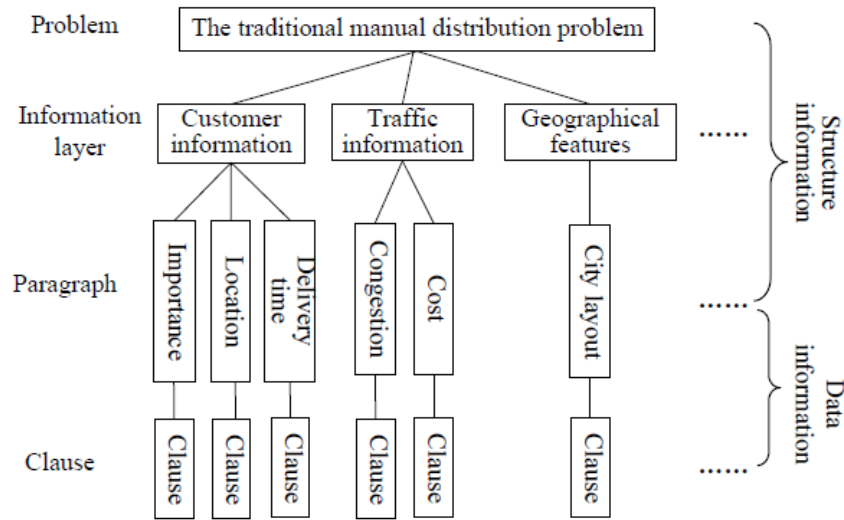 Problem
The traditional manual distribution problem
Information
layer
Customer
information
Traffic
information
Geographical
features
……
Structure
information
Paragraph
Importance
Location
Delivery
time
Congestion
Cost
City layout
……
Data
information
Clause
Clause
Clause
Clause
Clause
Clause
Clause
……